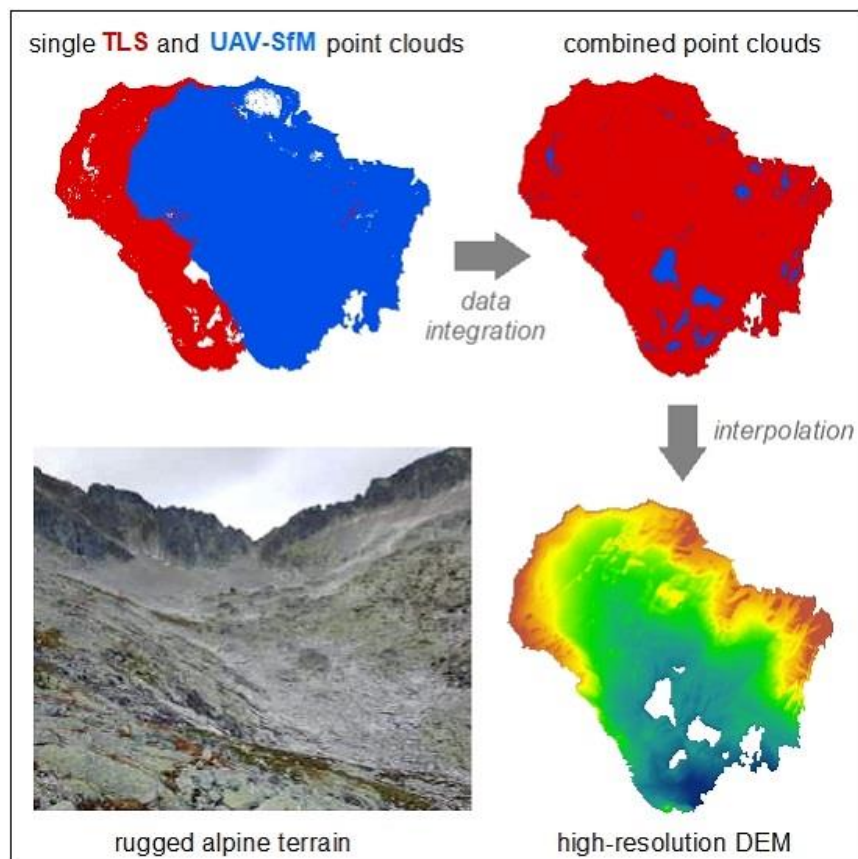 single TLS and UAV-SfM point clouds
combined point clouds
data
integration
interpolation
rugged alpine terrain
high-resolution DEM